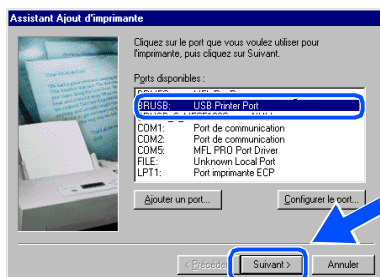 Assistant Ajout d'imprimante
Cliquez sur le port que vous voulez utiliser pour
l'imprimante, puis cliquez sur Suivant.
Ports disponibles :
BRUSB: USB Printer Port
COM1: Port de communication
COM2: Port de communication
COM5: MFL PRO Port Driver
FILE: Unknown Local Port
LPT1: Port imprimante ECP
Ajouter un port...
Configurer le port...
< Précédent
Suivant >
Annuler